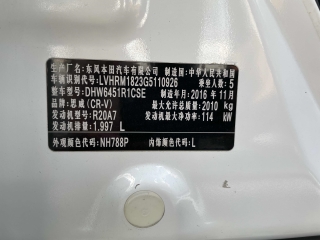 生产厂名：东风本田汽车有限公司 制造国：中华人民共和国
车辆识别代号：LVHRM1823G5110926 乘坐人数：5
整车型号：DHW6451R1CSE 制造年月：2016 年 11月
品牌：思威 (CR-V) 最大允许总质量：2010 kg
发动机型号：R20A7 发动机最大净功率：114 kW
发动机排量：1.997 L
外观颜色代码：NH788P 内饰颜色代码：L